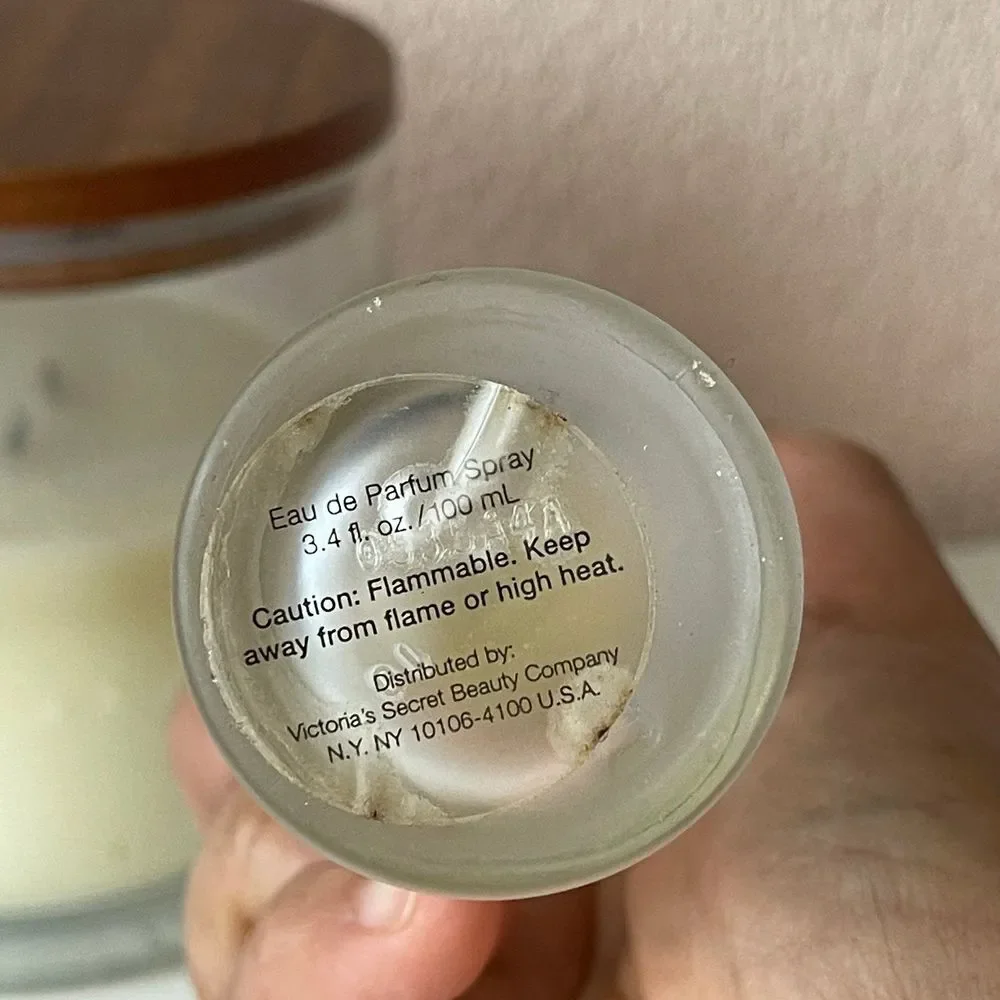 Eau de Parfum Spray
3.4 fl. oz./100 mL
Caution: Flammable. Keep
away from flame or high heat.
Distributed by:
Victoria's Secret Beauty Company
N.Y. NY 10106-4100 U.S.A.